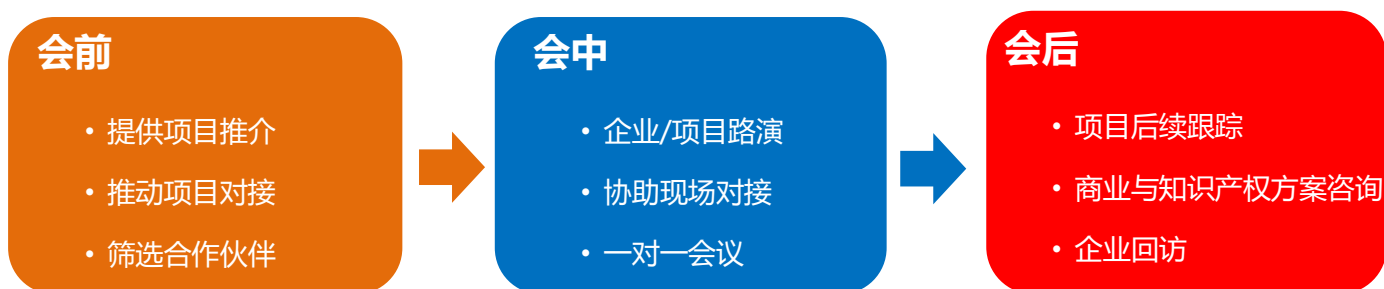 会前
• 提供项目推介
• 推动项目对接
• 筛选合作伙伴
会中
• 企业/项目路演
• 协助现场对接
• 一对一会议
会后
• 项目后续跟踪
• 商业与知识产权方案咨询
• 企业回访